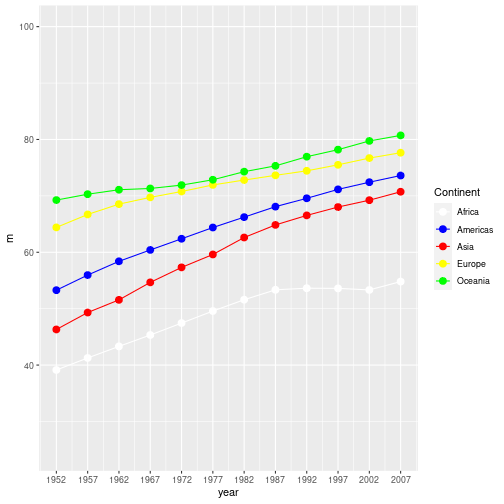 100
80
60
40
m
1952 1957 1962 1967 1972 1977 1982 1987 1992 1997 2002 2007
year
Continent
Africa
Americas
Asia
Europe
Oceania